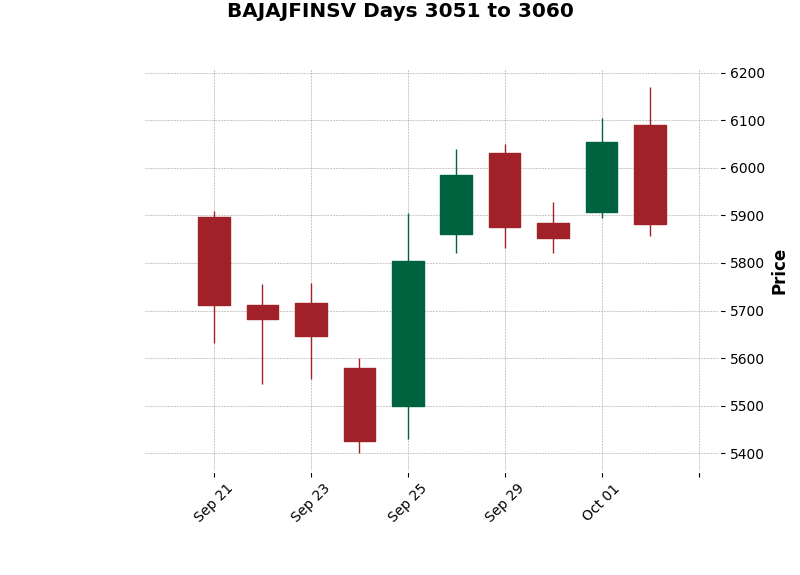 BAJAJFINSV Days 3051 to 3060
6200
6100
6000
5900
5800
5700
5600
5500
5400
Price
Sep 21
Sep 23
Sep 25
Sep 29
Oct 01